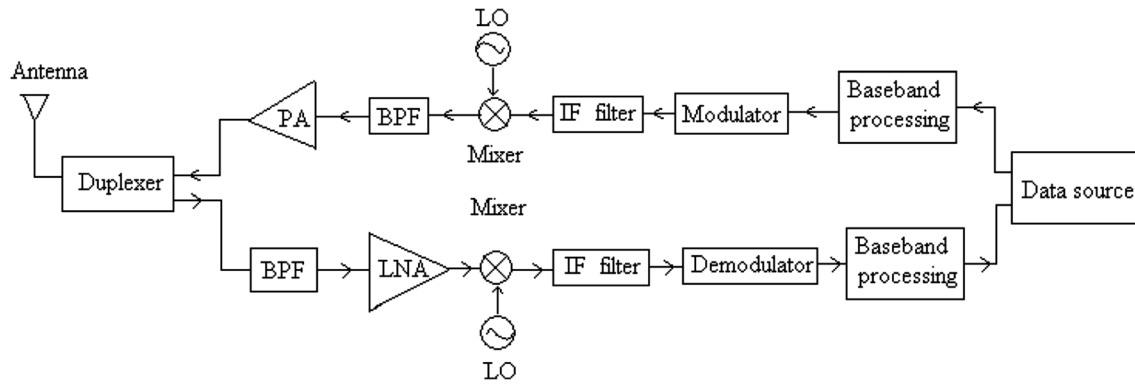 LO
Antenna
PA
BPF
Mixer
IF filter
Modulator
Baseband
processing
Duplexer
Data source
Mixer
BPF
LNA
IF filter
Demodulator
Baseband
processing
LO